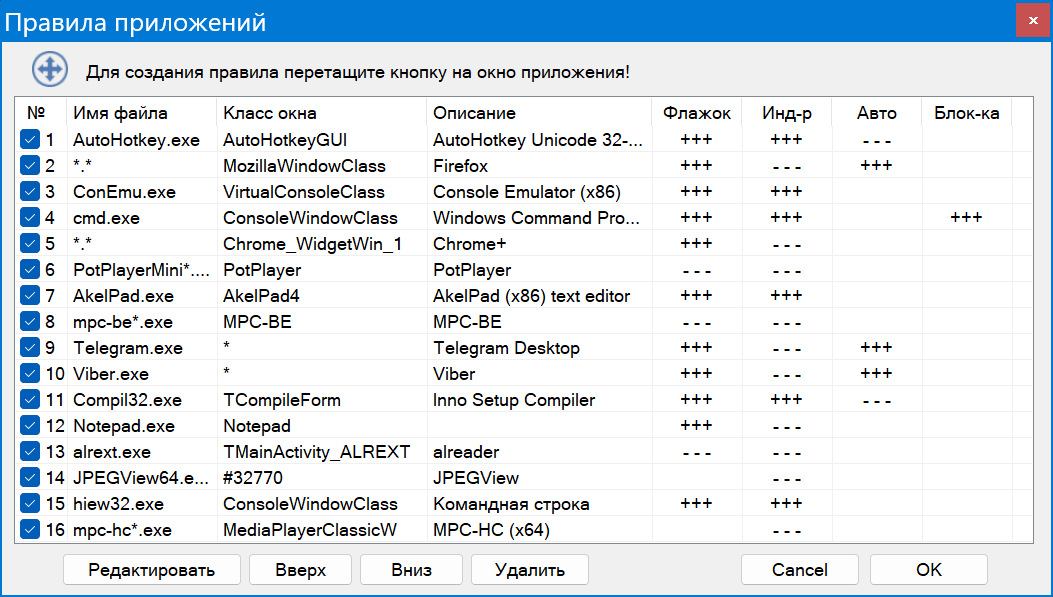 Правила приложений
Для создания правила перетащите кнопку на окно приложения!
№ Имя файла Класс окна Описание Флажок Инд-р Авто Блок-ка
1 AutoHotkey.exe AutoHotkeyGUI AutoHotkey Unicode 32-... +++ +++ - - -
2 *.* MozillaWindowClass Firefox +++ - - - +++
3 ConEmu.exe VirtualConsoleClass Console Emulator (x86) +++ +++
4 cmd.exe ConsoleWindowClass Windows Command Pro... +++ +++ +++
5 *.* Chrome_WidgetWin_1 Chrome+ +++ - - -
6 PotPlayerMini*.... PotPlayer PotPlayer - - - - - -
7 AkelPad.exe AkelPad4 AkelPad (x86) text editor +++ +++
8 mpc-be*.exe MPC-BE MPC-BE - - - - - -
9 Telegram.exe * Telegram Desktop +++ - - - +++
10 Viber.exe * Viber +++ - - - +++
11 Compil32.exe TCompileForm Inno Setup Compiler +++ +++ - - -
12 Notepad.exe Notepad +++ - - -
13 alrext.exe TMainActivity_ALREXT alreader - - - - - -
14 JPEGView64.e... #32770 JPEGView - - -
15 hiew32.exe ConsoleWindowClass Командная строка +++ +++
16 mpc-hc*.exe MediaPlayerClassicW MPC-HC (x64) - - -
Редактировать Вверх Вниз Удалить Cancel OK